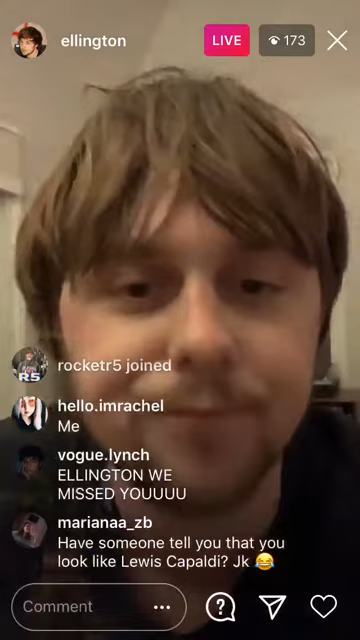 ellington
LIVE
173
rocketr5 joined
R5
hello.imrachel
Me
vogue.lynch
ELLINGTON WE
MISSED YOUUUU
marianaa_zb
Have someone tell you that you
look like Lewis Capaldi? Jk 😂
Comment